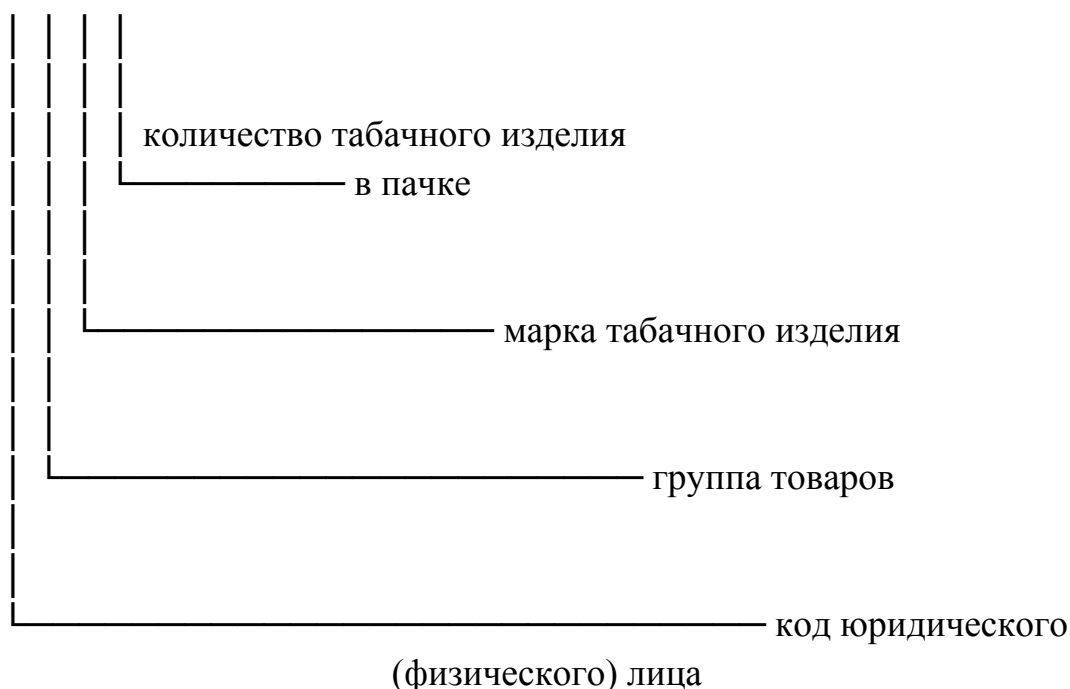 количество табачного изделия
в пачке
марка табачного изделия
группа товаров
код юридического
(физического) лица